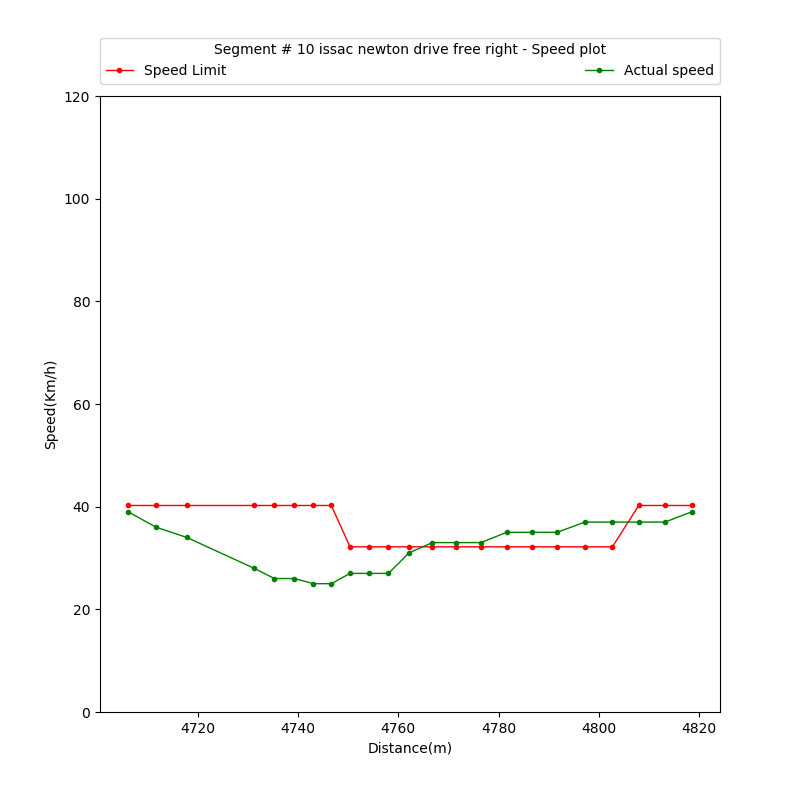 Segment # 10 issac newton drive free right - Speed plot
Speed Limit Actual speed
120
100
80
60
40
20
0
Speed(Km/h)
4720 4740 4760 4780 4800 4820
Distance(m)